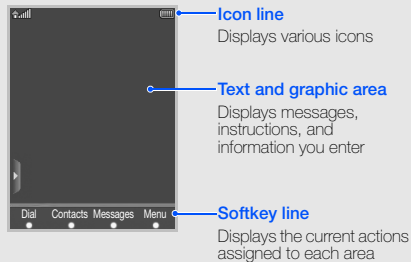 Icon line
Displays various icons
Text and graphic area
Displays messages,
instructions, and
information you enter
Dial Contacts Messages Menu
Softkey line
Displays the current actions
assigned to each area